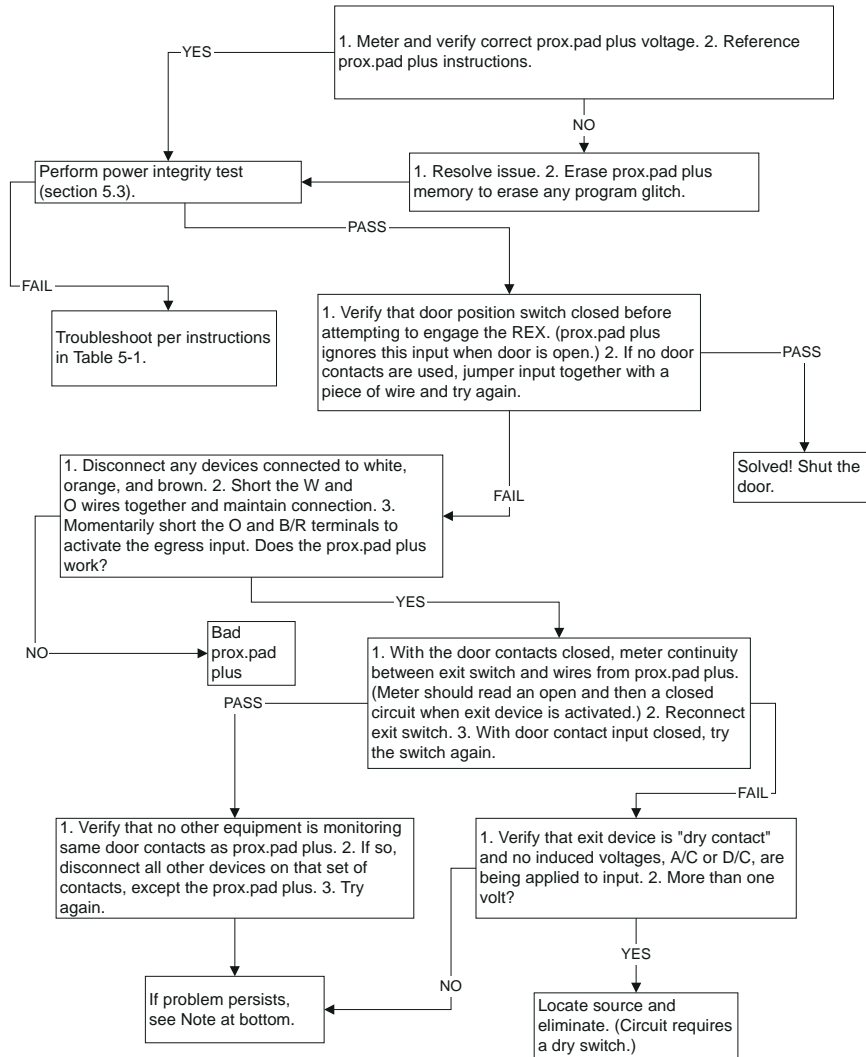 1. Meter and verify correct prox.pad plus voltage. 2. Reference
prox.pad plus instructions.
YES
NO
Perform power integrity test
(section 5.3).
1. Resolve issue. 2. Erase prox.pad plus
memory to erase any program glitch.
PASS
FAIL
Troubleshoot per instructions
in Table 5-1.
1. Verify that door position switch closed before
attempting to engage the REX. (prox.pad plus
ignores this input when door is open.) 2. If no door
contacts are used, jumper input together with a
piece of wire and try again.
PASS
Solved! Shut the
door.
FAIL
1. Disconnect any devices connected to white,
orange, and brown. 2. Short the W and
O wires together and maintain connection. 3.
Momentarily short the O and B/R terminals to
activate the egress input. Does the prox.pad plus
work?
YES
NO
Bad
prox.pad
plus
1. With the door contacts closed, meter continuity
between exit switch and wires from prox.pad plus.
(Meter should read an open and then a closed
circuit when exit device is activated.) 2. Reconnect
exit switch. 3. With door contact input closed, try
the switch again.
PASS
FAIL
1. Verify that no other equipment is monitoring
same door contacts as prox.pad plus. 2. If so,
disconnect all other devices on that set of
contacts, except the prox.pad plus. 3. Try
again.
1. Verify that exit device is "dry contact"
and no induced voltages, A/C or D/C, are
being applied to input. 2. More than one
volt?
YES
NO
If problem persists,
see Note at bottom.
Locate source and
eliminate. (Circuit requires
a dry switch.)